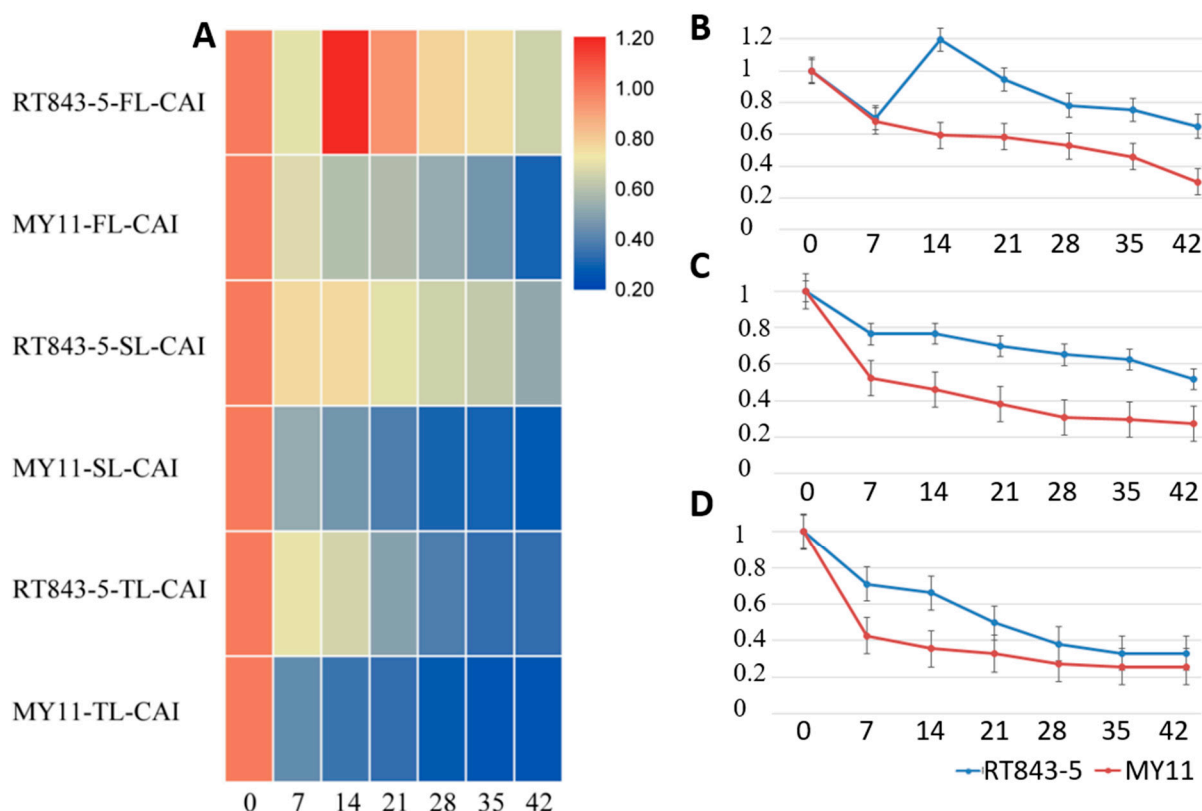 A
RT843-5-FL-CAI
MY11-FL-CAI
RT843-5-SL-CAI
MY11-SL-CAI
RT843-5-TL-CAI
MY11-TL-CAI
0 7 14 21 28 35 42
1.20
1.00
0.80
0.60
0.40
0.20
B
1.2
1
0.8
0.6
0.4
0.2
0
0 7 14 21 28 35 42
C
1
0.8
0.6
0.4
0.2
0
0 7 14 21 28 35 42
D
1
0.8
0.6
0.4
0.2
0
0 7 14 21 28 35 42
RT843-5 MY11